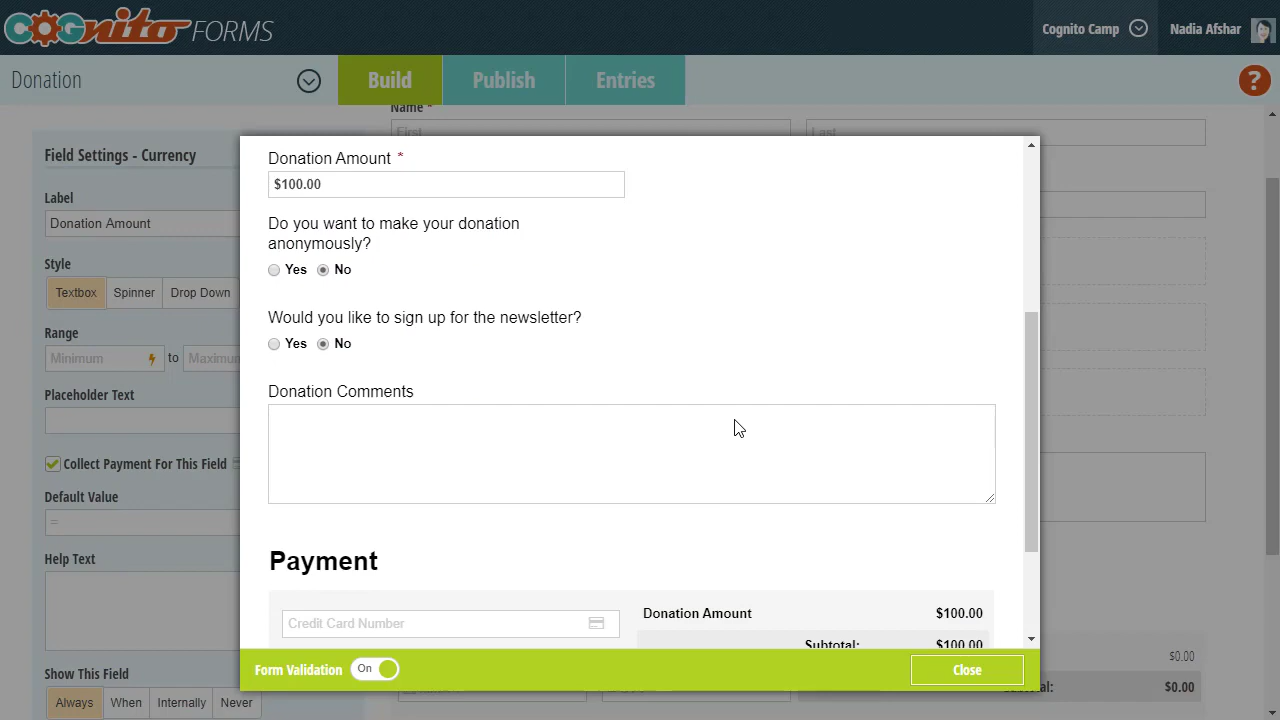 COGnito FORMS
Cognito Camp
Nadia Afshar
Donation
Build
Publish
Entries
?
Name *
First
Last
Field Settings - Currency
Label
Donation Amount
Style
Textbox
Spinner
Drop Down
Range
Minimum
to
Maximum
Placeholder Text
Collect Payment For This Field
Default Value
=
Help Text
Show This Field
Always
When
Internally
Never
Donation Amount *
$100.00
Do you want to make your donation
anonymously?
Yes
No
Would you like to sign up for the newsletter?
Yes
No
Donation Comments
Payment
Credit Card Number
Donation Amount
$100.00
Subtotal:
$100.00
Form Validation
On
Close
$0.00
Subtotal:
$0.00